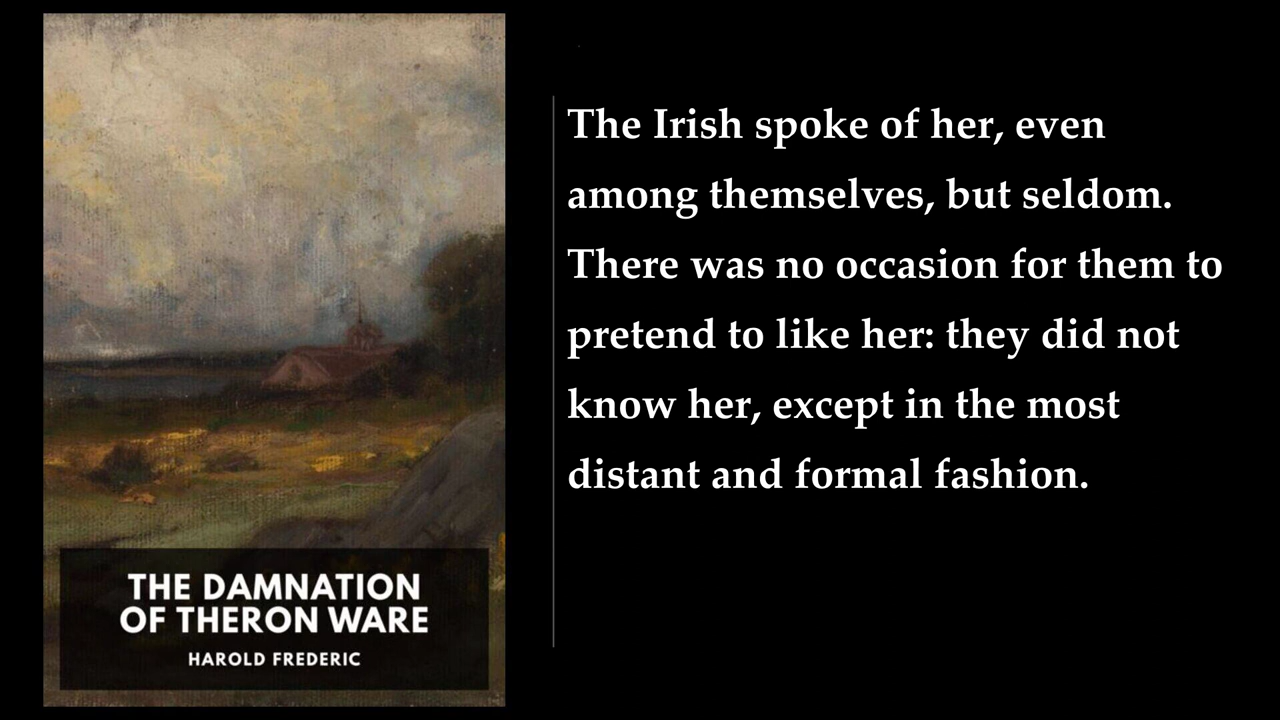 The Irish spoke of her, even
among themselves, but seldom.
There was no occasion for them to
pretend to like her: they did not
know her, except in the most
distant and formal fashion.
THE DAMNATION
OF THERON WARE
HAROLD FREDERIC